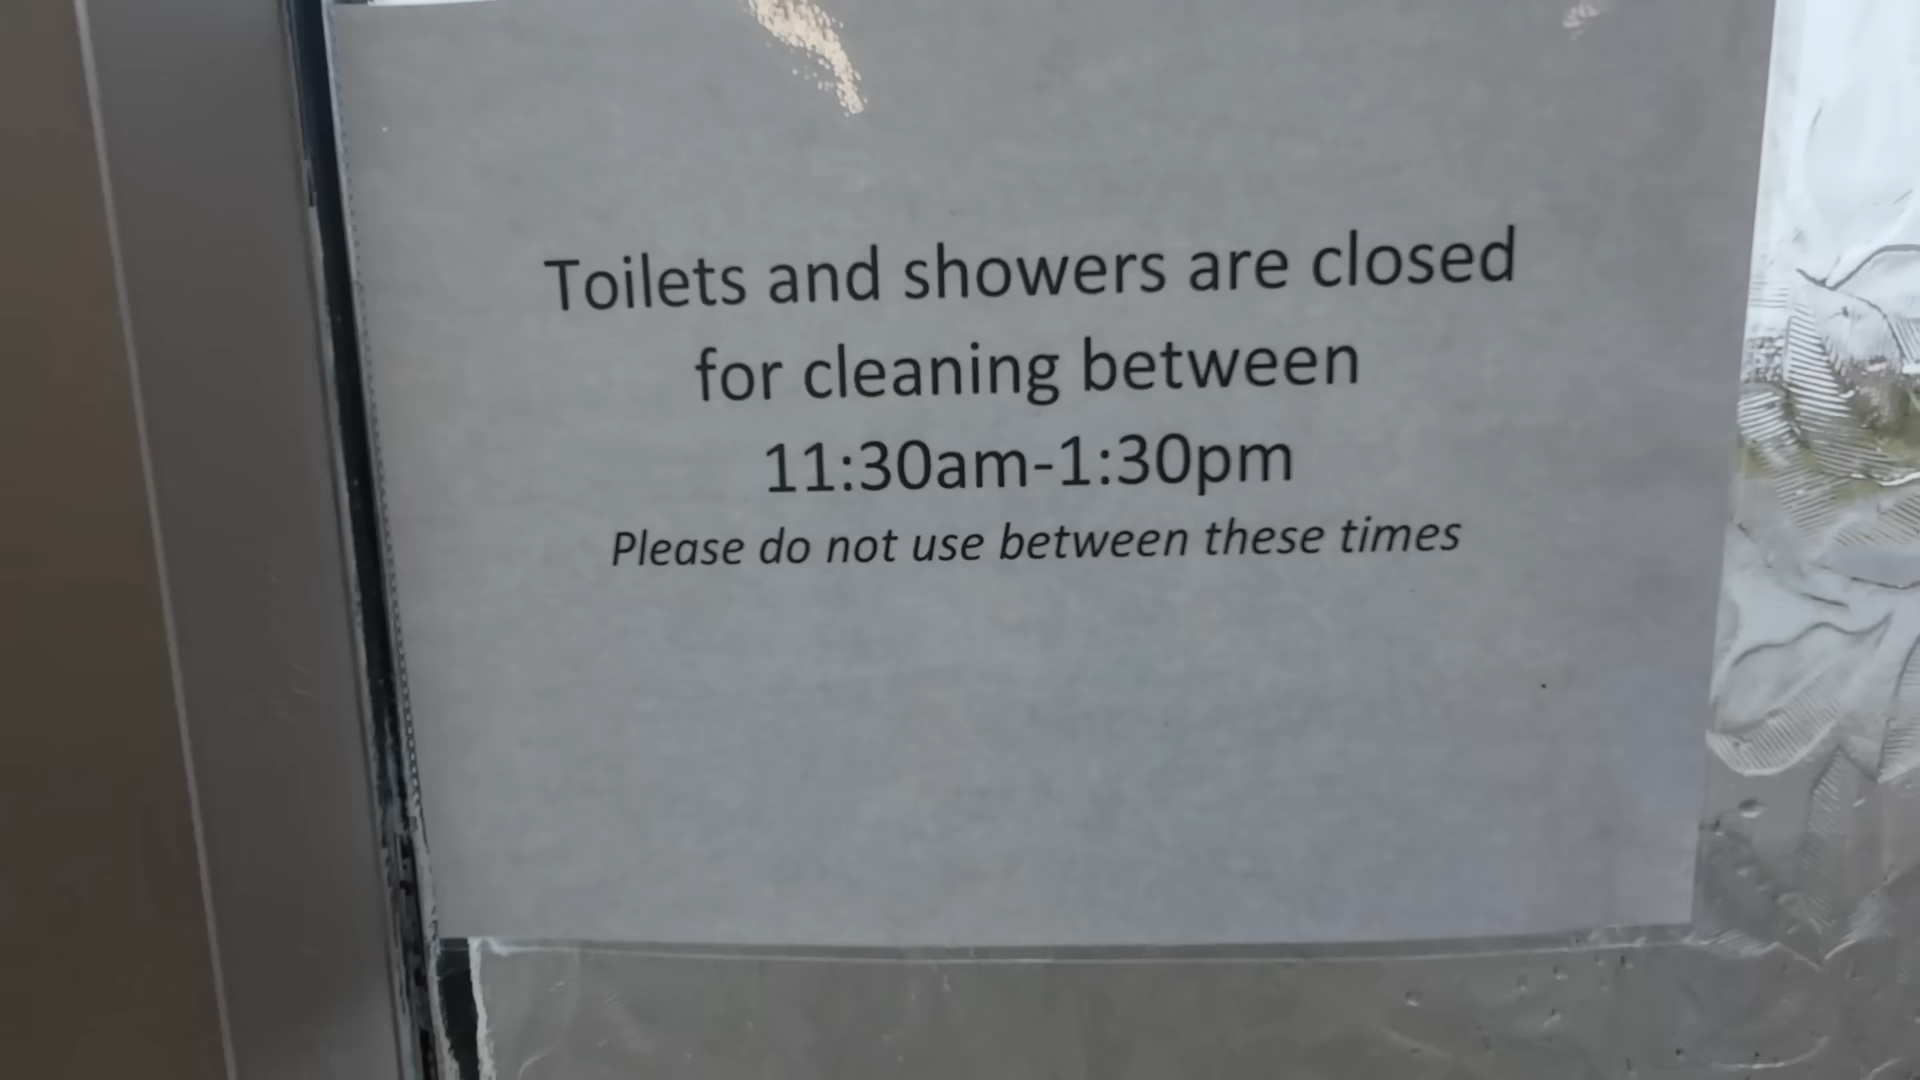 Toilets and showers are closed
for cleaning between
11:30am-1:30pm
Please do not use between these times